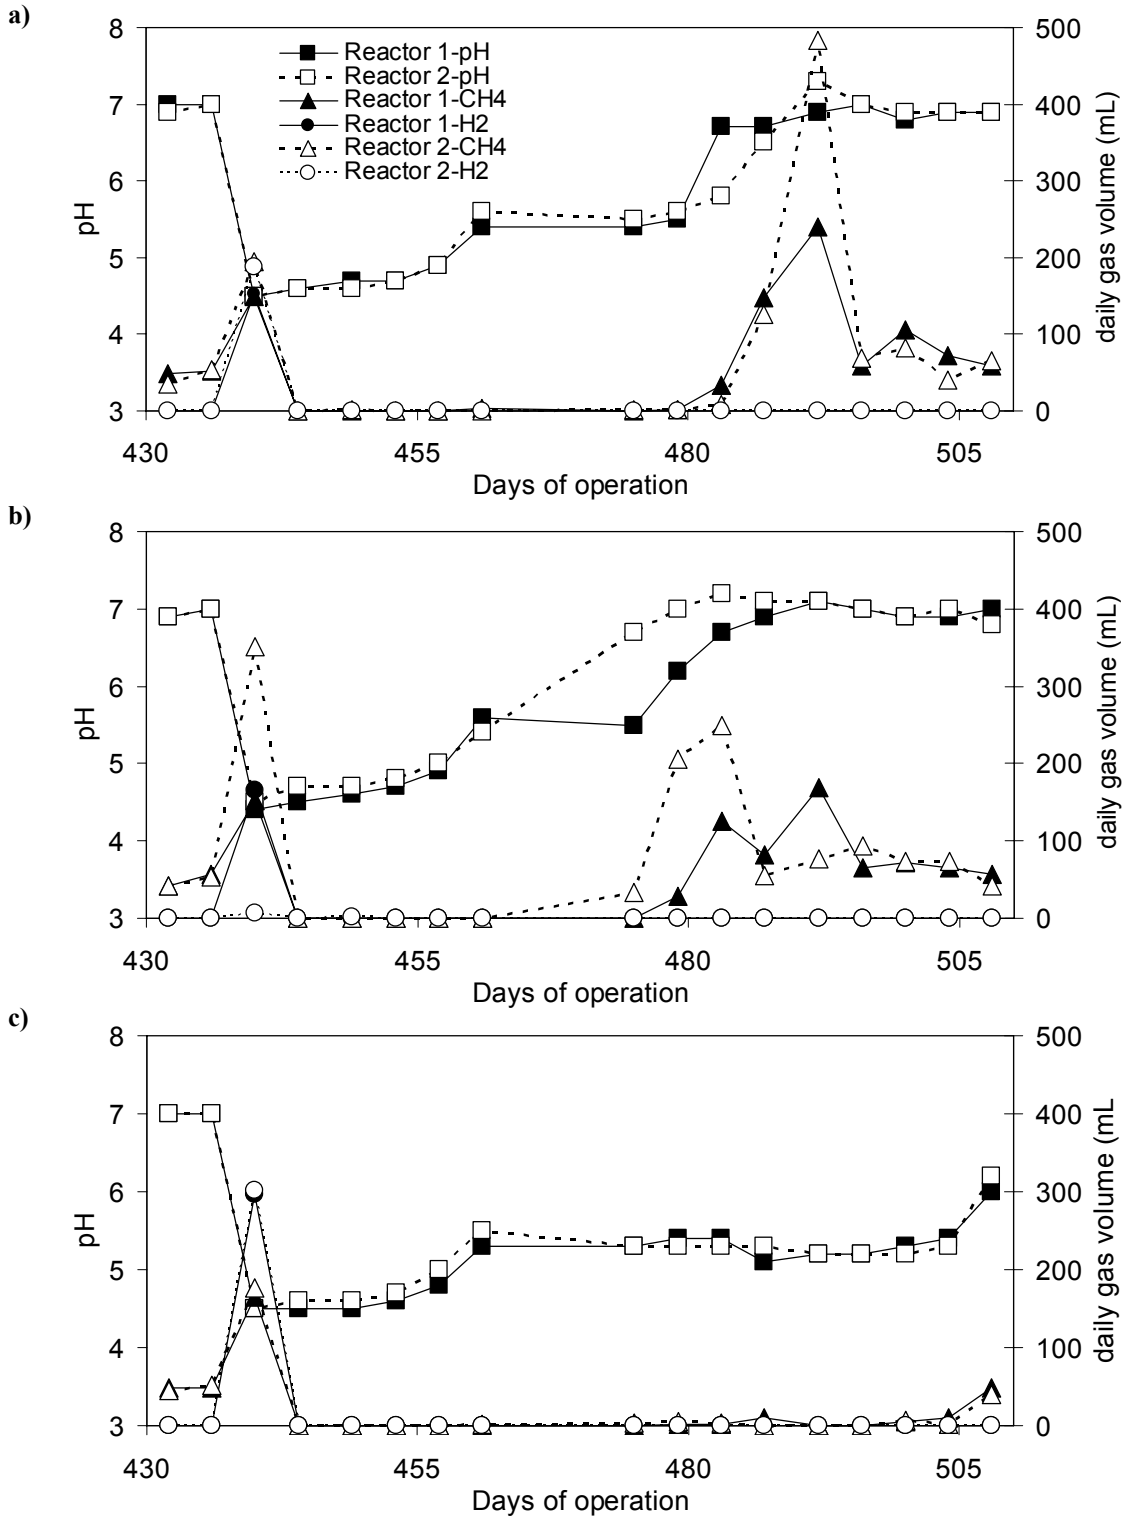 a)
8
7
6
5
4
3
pH
Reactor 1-pH
Reactor 2-pH
Reactor 1-CH4
Reactor 1-H2
Reactor 2-CH4
Reactor 2-H2
500
400
300
200
100
0
daily gas volume (mL)
430 455 480 505
Days of operation
b)
8
7
6
5
4
3
pH
500
400
300
200
100
0
daily gas volume (mL)
430 455 480 505
Days of operation
c)
8
7
6
5
4
3
pH
500
400
300
200
100
0
daily gas volume (mL
430 455 480 505
Days of operation